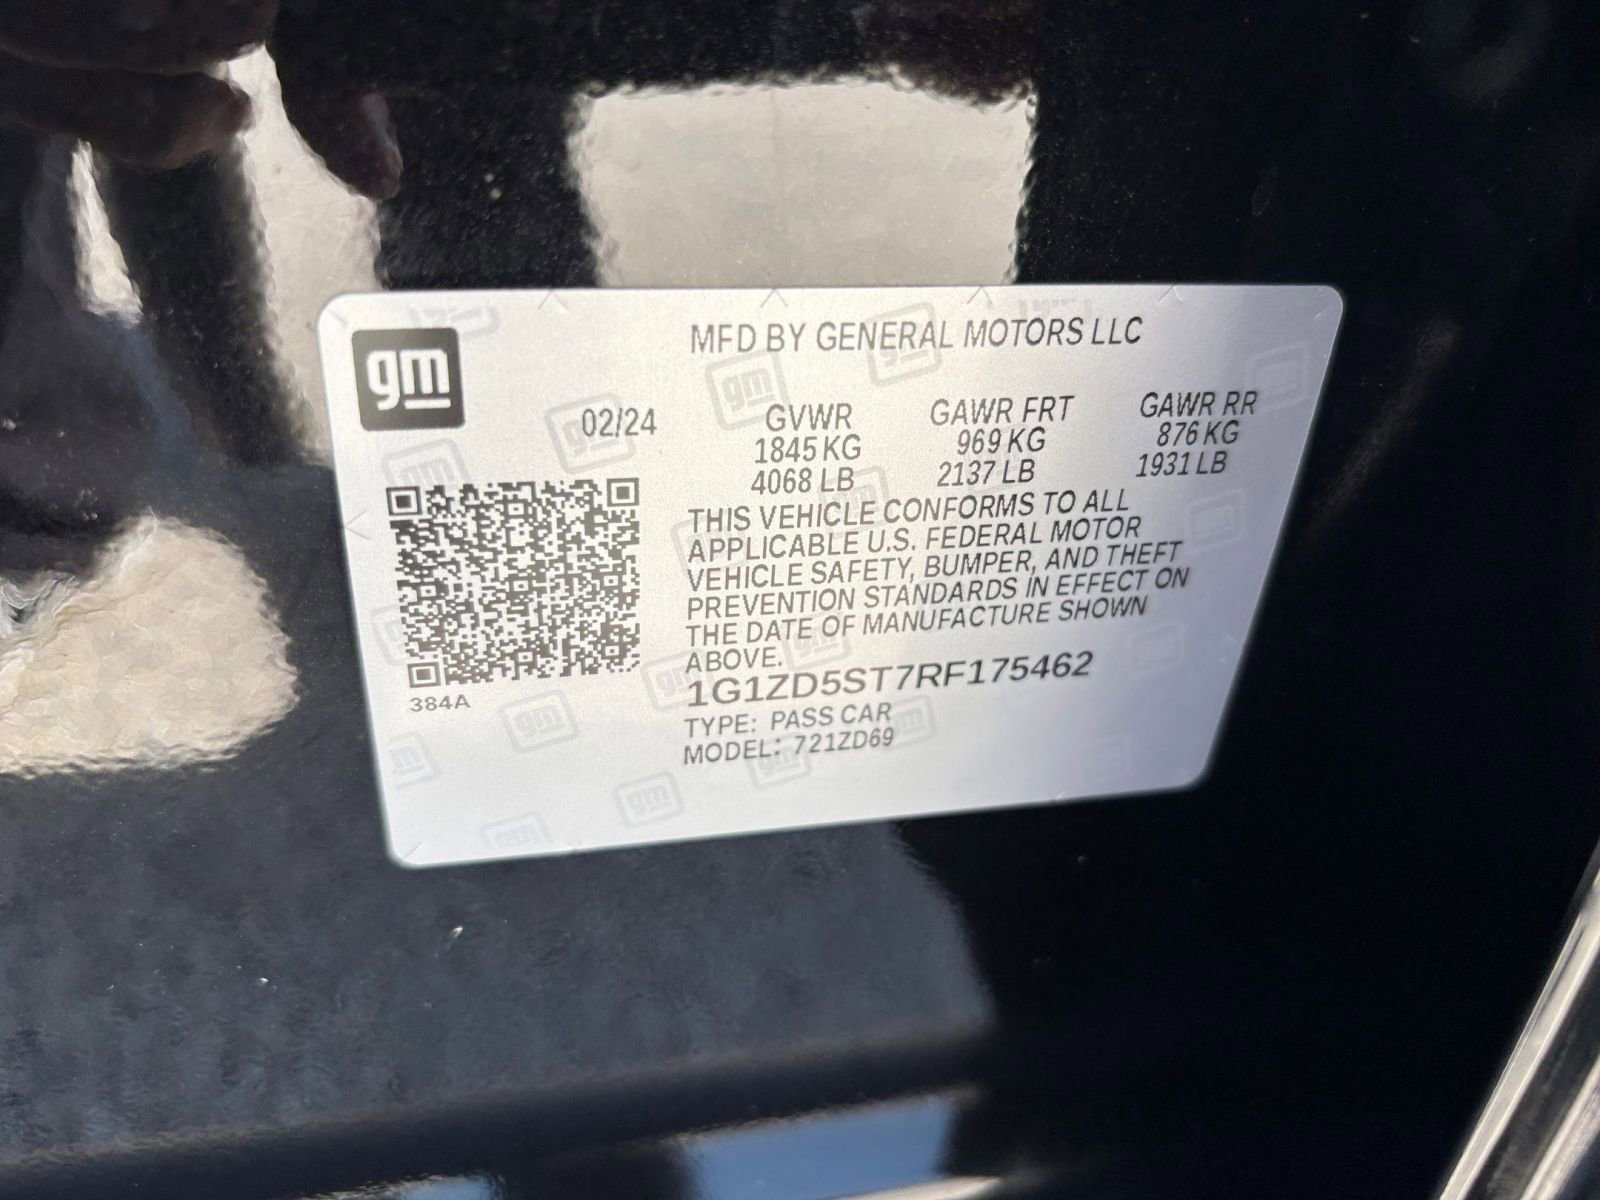 gm
MFD BY GENERAL MOTORS LLC
02/24 GVWR GAWR FRT GAWR RR
1845 KG 969 KG 876 KG
4068 LB 2137 LB 1931 LB
THIS VEHICLE CONFORMS TO ALL
APPLICABLE U.S. FEDERAL MOTOR
VEHICLE SAFETY, BUMPER, AND THEFT
PREVENTION STANDARDS IN EFFECT ON
THE DATE OF MANUFACTURE SHOWN
ABOVE.
384A
1G1ZD5ST7RF175462
TYPE: PASS CAR
MODEL: 721ZD69